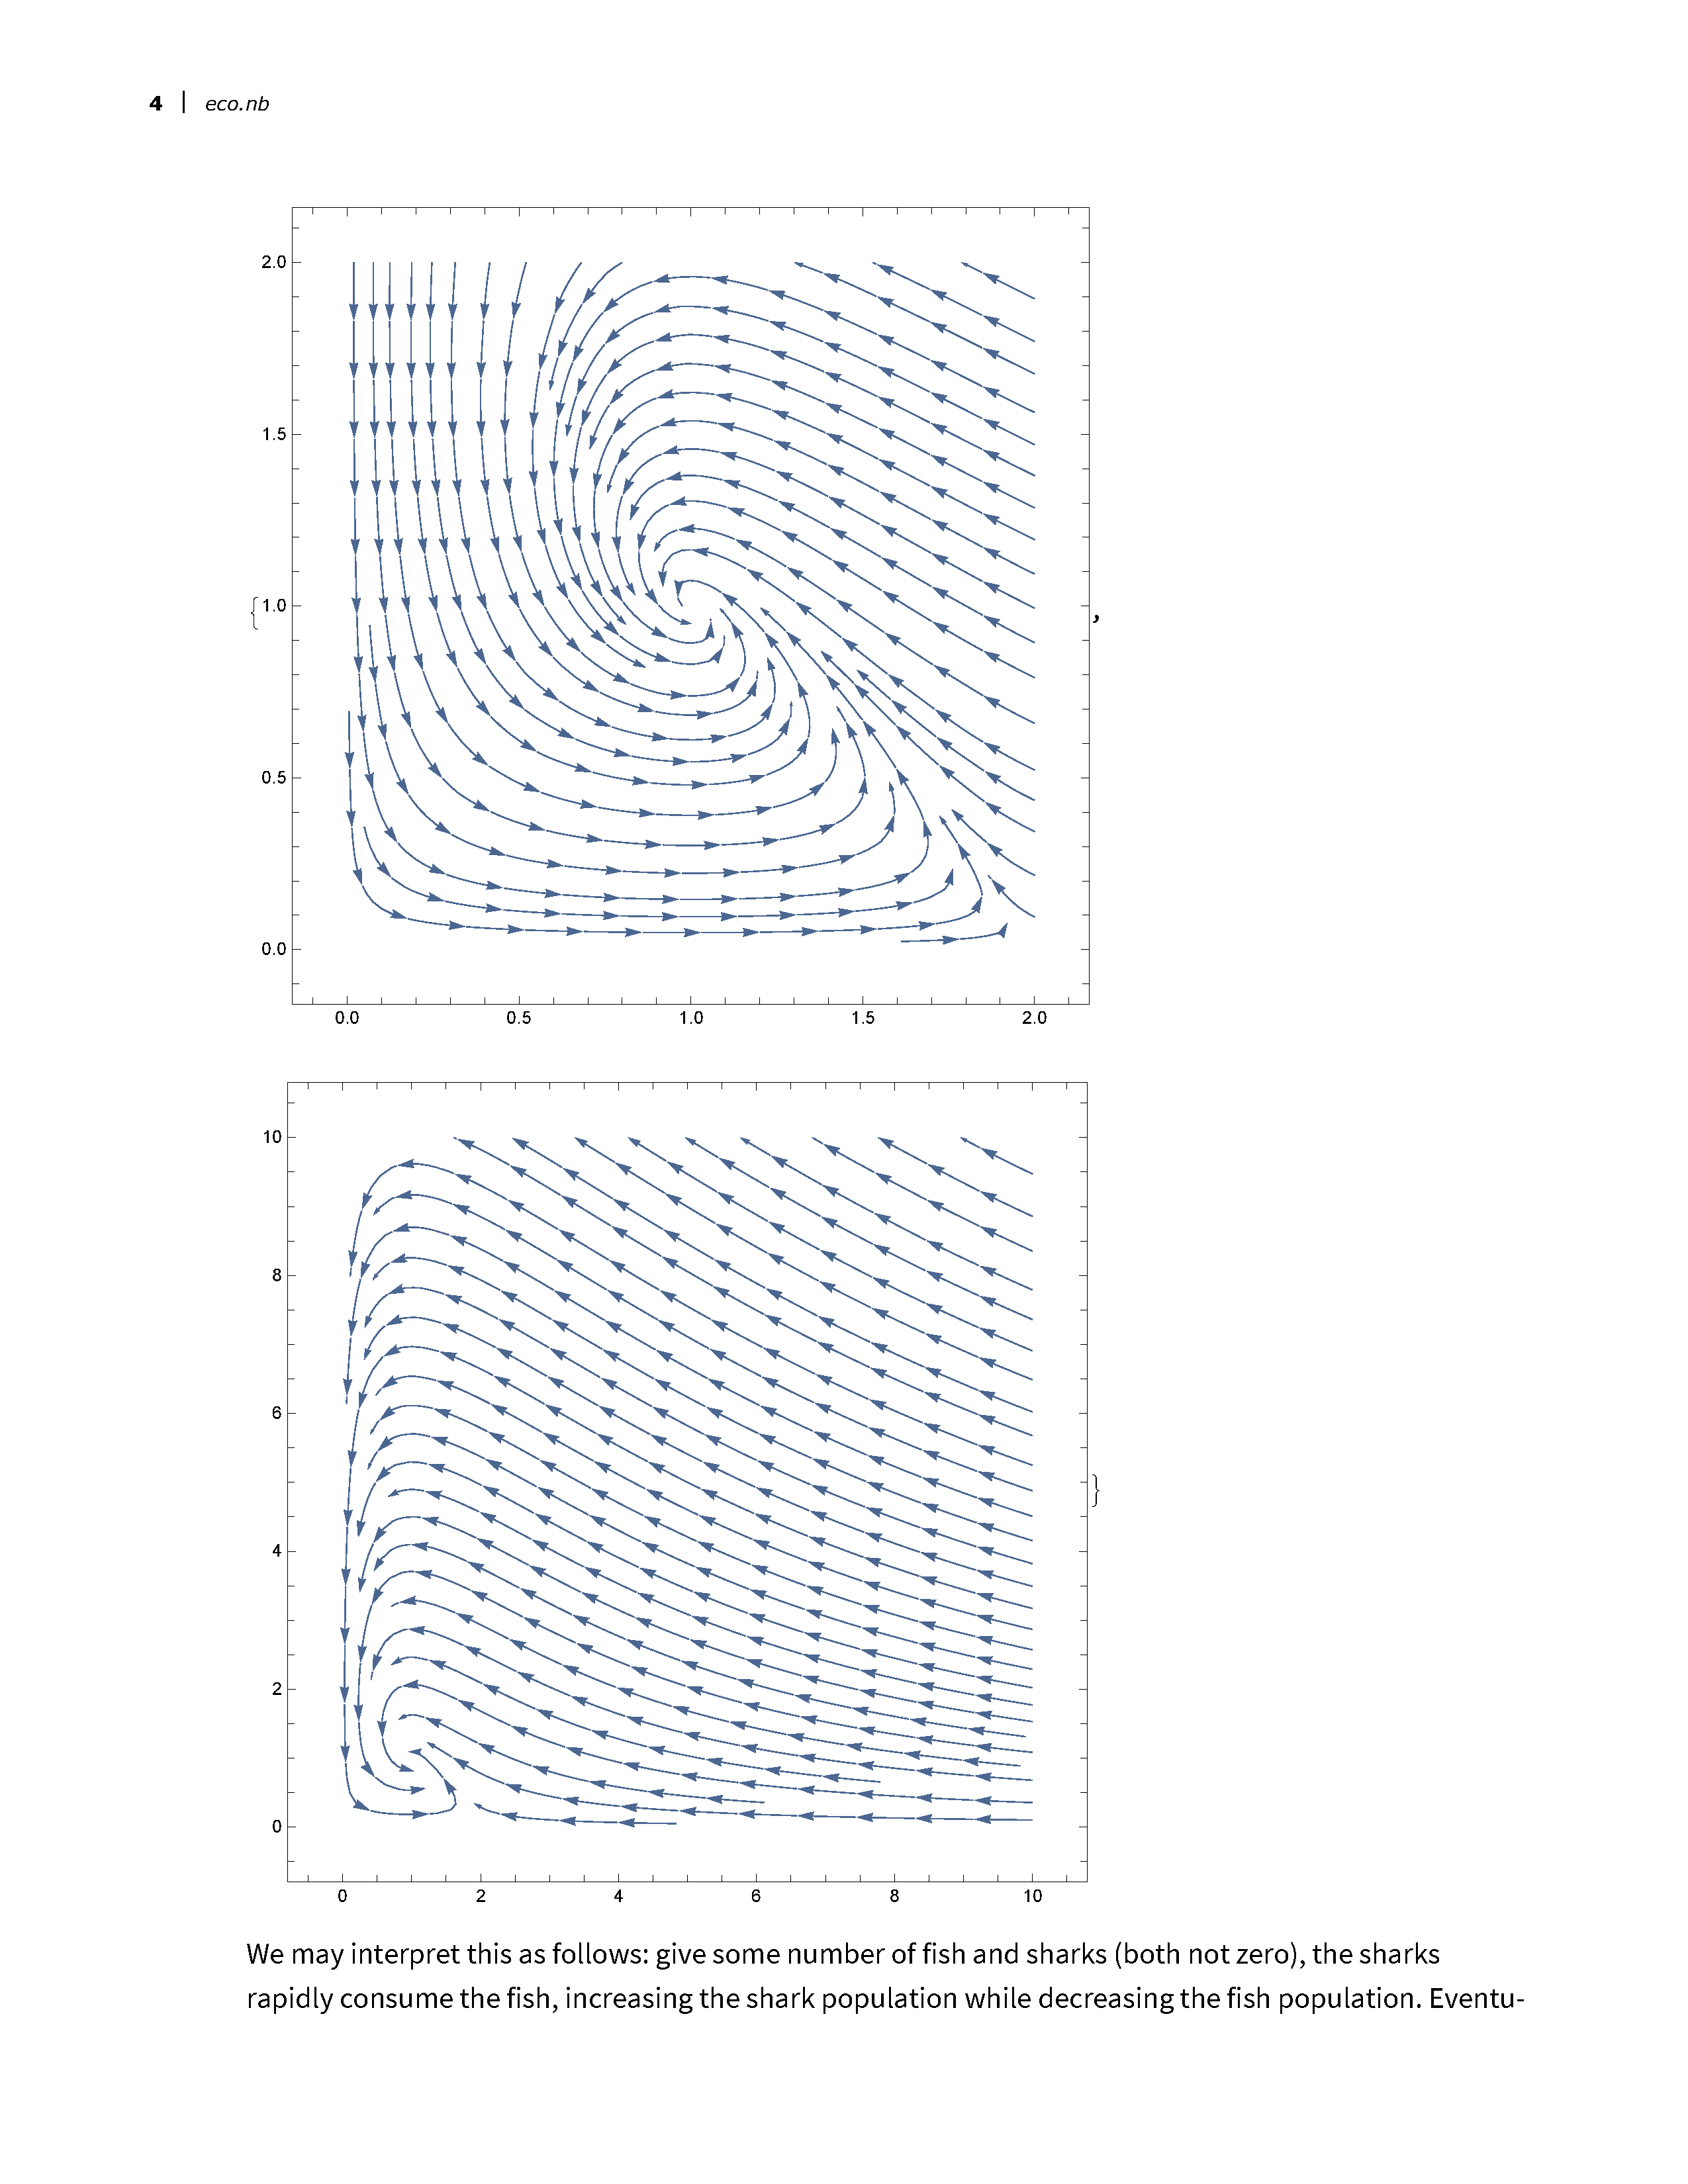 4 | eco.nb
2.0
1.5
{ 1.0 ,
0.5
0.0
0.0 0.5 1.0 1.5 2.0
10
8
6
}
4
2
0
0 2 4 6 8 10
We may interpret this as follows: give some number of fish and sharks (both not zero), the sharks
rapidly consume the fish, increasing the shark population while decreasing the fish population. Eventu-